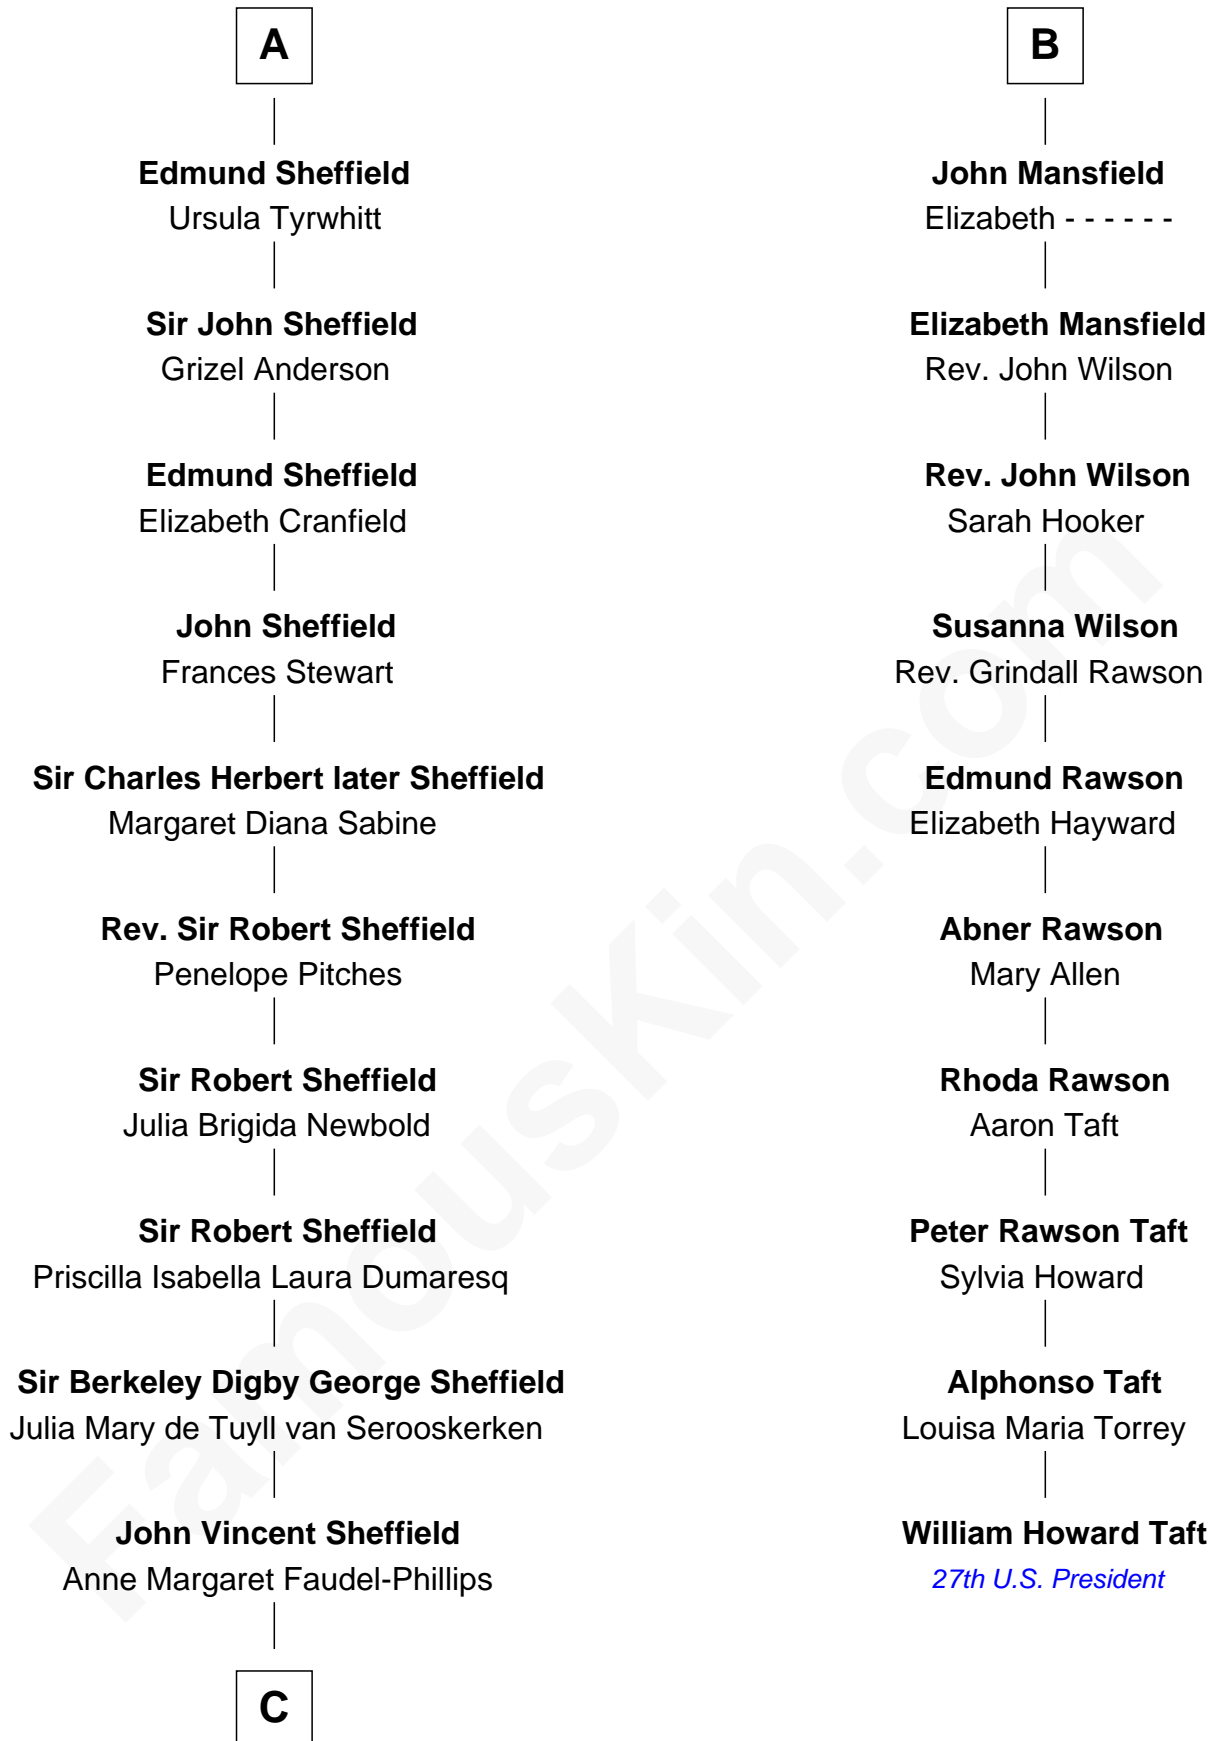 A
Edmund Sheffield
Ursula Tyrwhitt
Sir John Sheffield
Grizel Anderson
Edmund Sheffield
Elizabeth Cranfield
John Sheffield
Frances Stewart
Sir Charles Herbert later Sheffield
Margaret Diana Sabine
Rev. Sir Robert Sheffield
Penelope Pitches
Sir Robert Sheffield
Julia Brigida Newbold
Sir Robert Sheffield
Priscilla Isabella Laura Dumaresq
Sir Berkeley Digby George Sheffield
Julia Mary de Tuyll van Serooskerken
John Vincent Sheffield
Anne Margaret Faudel-Phillips
C
B
John Mansfield
Elizabeth - - - - - -
Elizabeth Mansfield
Rev. John Wilson
Rev. John Wilson
Sarah Hooker
Susanna Wilson
Rev. Grindall Rawson
Edmund Rawson
Elizabeth Hayward
Abner Rawson
Mary Allen
Rhoda Rawson
Aaron Taft
Peter Rawson Taft
Sylvia Howard
Alphonso Taft
Louisa Maria Torrey
William Howard Taft
27th U.S. President
FamousKin.com